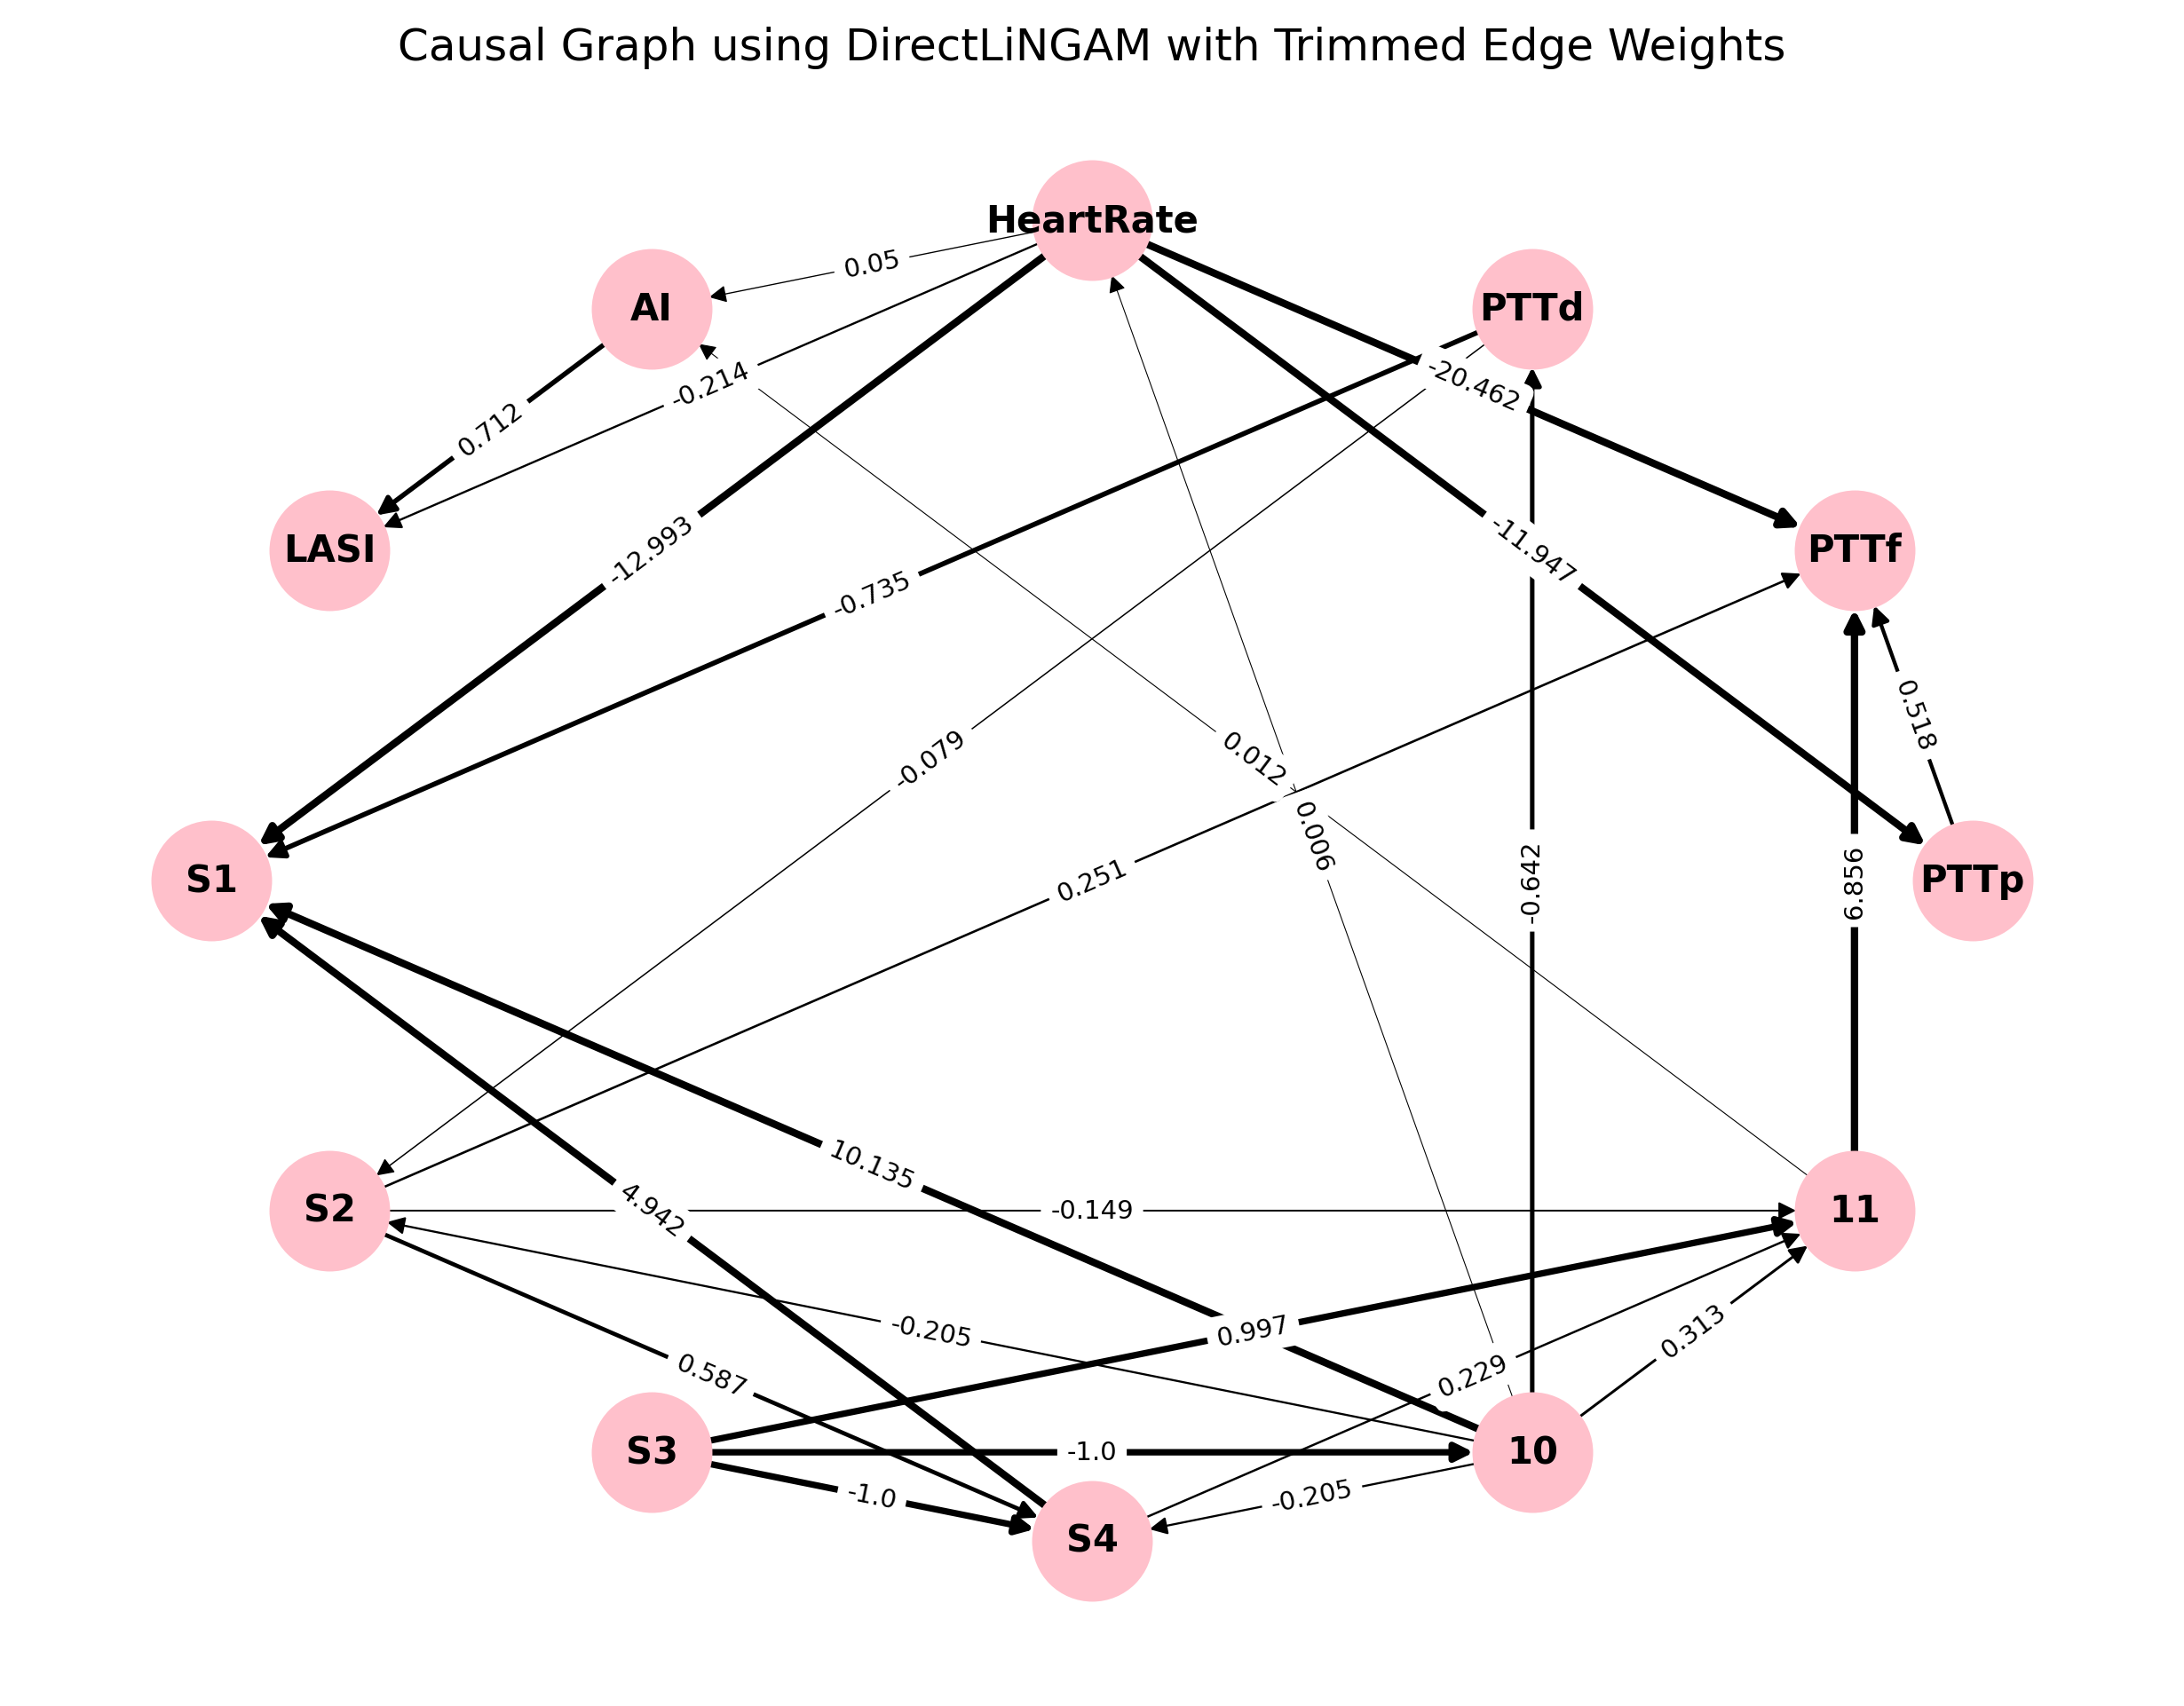 Causal Graph using DirectLiNGAM with Trimmed Edge Weights
HeartRate
0.05
AI
PTTd
-0.214
-20.462
0.712
LASI
-12.993
-11.947
PTTf
-0.735
0.518
-0.079
0.012
0.006
S1
0.251
-0.642
6.856
PTTp
10.135
4.942
S2
-0.149
11
-0.205
0.997
0.313
0.587
0.229
S3
-1.0
10
-1.0
-0.205
S4